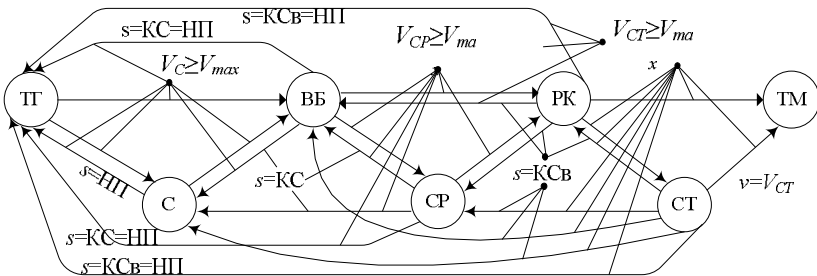 s=КСв=НП
s=КС=НП
V_CP≥V_ma
V_CT≥V_ma
x
V_C≥V_max
ТГ
ВБ
РК
ТМ
s=НП
s=КС
s=КСв
v=V_CT
С
СР
СТ
s=КС=НП
s=КСв=НП